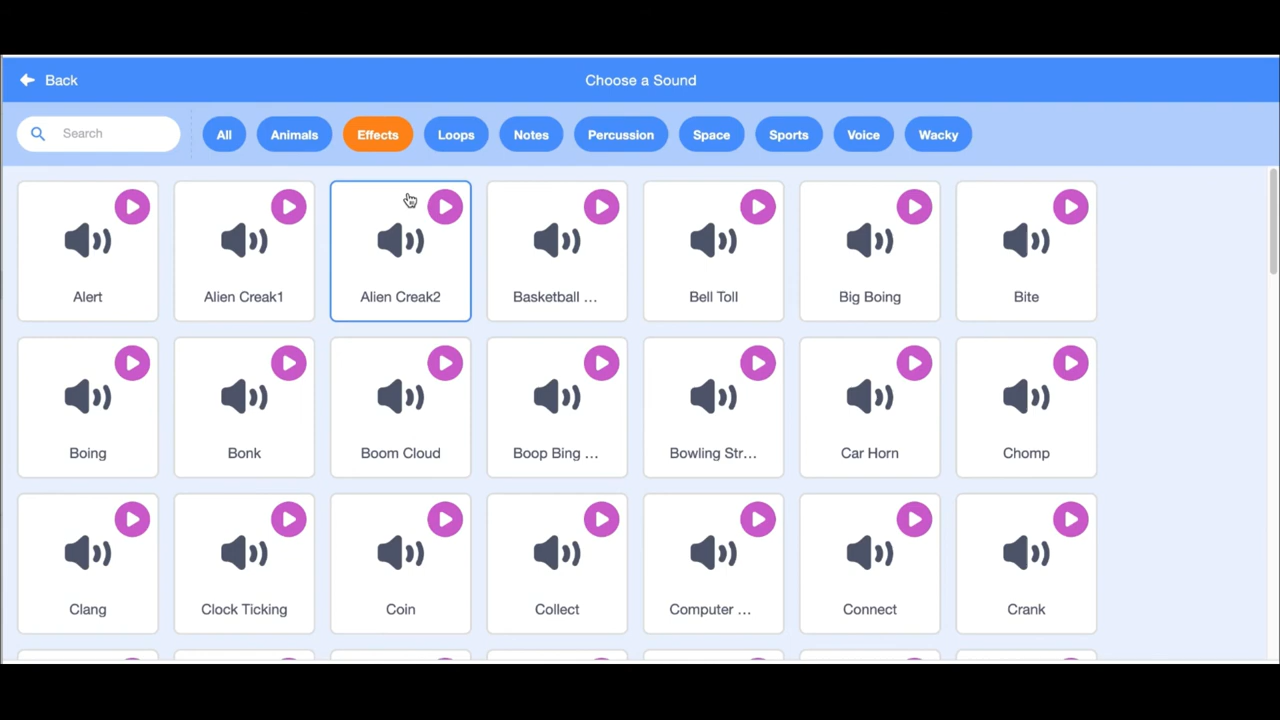 Back
Choose a Sound
Search
All
Animals
Effects
Loops
Notes
Percussion
Space
Sports
Voice
Wacky
Alert
Alien Creak1
Alien Creak2
Basketball ...
Bell Toll
Big Boing
Bite
Boing
Bonk
Boom Cloud
Boop Bing ...
Bowling Str...
Car Horn
Chomp
Clang
Clock Ticking
Coin
Collect
Computer ...
Connect
Crank